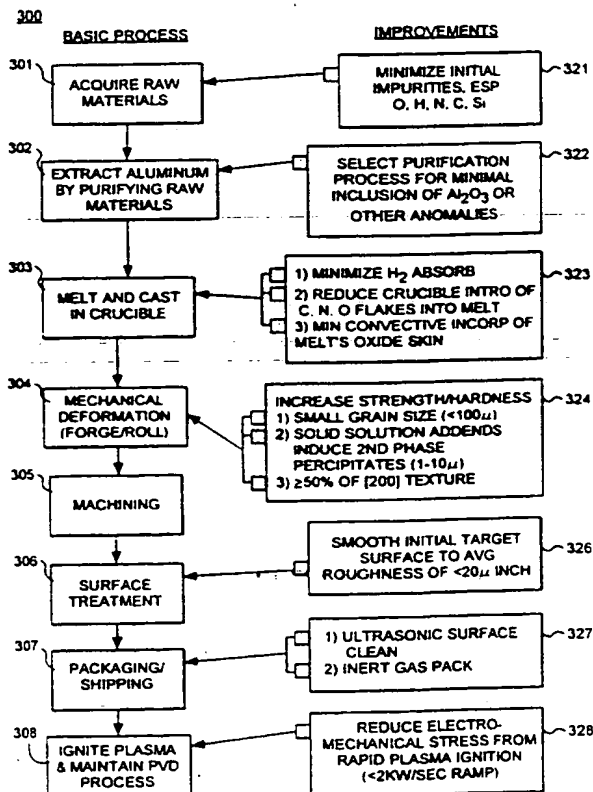 300
BASIC PROCESS
IMPROVEMENTS
301
ACQUIRE RAW
MATERIALS
MINIMIZE INITIAL
IMPURITIES, ESP
O, H, N, C, Si
321
302
EXTRACT ALUMINUM
BY PURIFYING RAW
MATERIALS
SELECT PURIFICATION
PROCESS FOR MINIMAL
INCLUSION OF Al₂O₃ OR
OTHER ANOMALIES
322
303
MELT AND CAST
IN CRUCIBLE
1) MINIMIZE H₂ ABSORB
2) REDUCE CRUCIBLE INTRO OF
C, N, O FLAKES INTO MELT
3) MIN CONVECTIVE INCORP OF
MELT'S OXIDE SKIN
323
304
MECHANICAL
DEFORMATION
(FORGE/ROLL)
INCREASE STRENGTH/HARDNESS
1) SMALL GRAIN SIZE (<100μ)
2) SOLID SOLUTION ADDENDS
INDUCE 2ND PHASE
PERCIPITATES (1-10μ)
3) ≥50% OF [200] TEXTURE
324
305
MACHINING
306
SURFACE
TREATMENT
SMOOTH INITIAL TARGET
SURFACE TO AVG
ROUGHNESS OF <20μ INCH
326
307
PACKAGING/
SHIPPING
1) ULTRASONIC SURFACE
CLEAN
2) INERT GAS PACK
327
308
IGNITE PLASMA
& MAINTAIN PVD
PROCESS
REDUCE ELECTRO-
MECHANICAL STRESS FROM
RAPID PLASMA IGNITION
(<2KW/SEC RAMP)
328